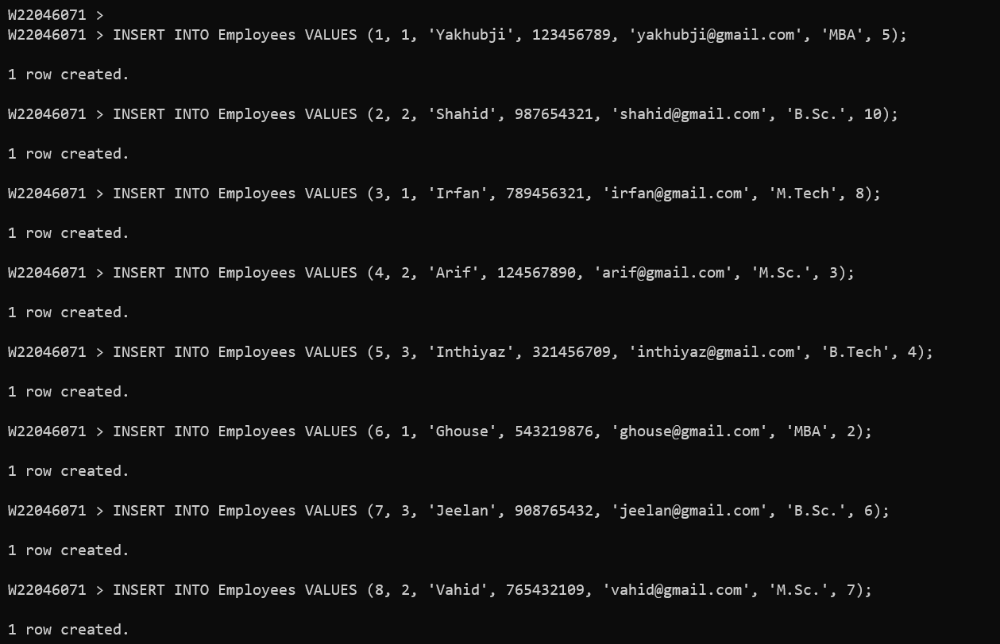 W22046071 >
W22046071 > INSERT INTO Employees VALUES (1, 1, 'Yakhubji', 123456789, 'yakhubji@gmail.com', 'MBA', 5);
1 row created.
W22046071 > INSERT INTO Employees VALUES (2, 2, 'Shahid', 987654321, 'shahid@gmail.com', 'B.Sc.', 10);
1 row created.
W22046071 > INSERT INTO Employees VALUES (3, 1, 'Irfan', 789456321, 'irfan@gmail.com', 'M.Tech', 8);
1 row created.
W22046071 > INSERT INTO Employees VALUES (4, 2, 'Arif', 124567890, 'arif@gmail.com', 'M.Sc.', 3);
1 row created.
W22046071 > INSERT INTO Employees VALUES (5, 3, 'Inthiyaz', 321456709, 'inthiyaz@gmail.com', 'B.Tech', 4);
1 row created.
W22046071 > INSERT INTO Employees VALUES (6, 1, 'Ghouse', 543219876, 'ghouse@gmail.com', 'MBA', 2);
1 row created.
W22046071 > INSERT INTO Employees VALUES (7, 3, 'Jeelan', 908765432, 'jeelan@gmail.com', 'B.Sc.', 6);
1 row created.
W22046071 > INSERT INTO Employees VALUES (8, 2, 'Vahid', 765432109, 'vahid@gmail.com', 'M.Sc.', 7);
1 row created.